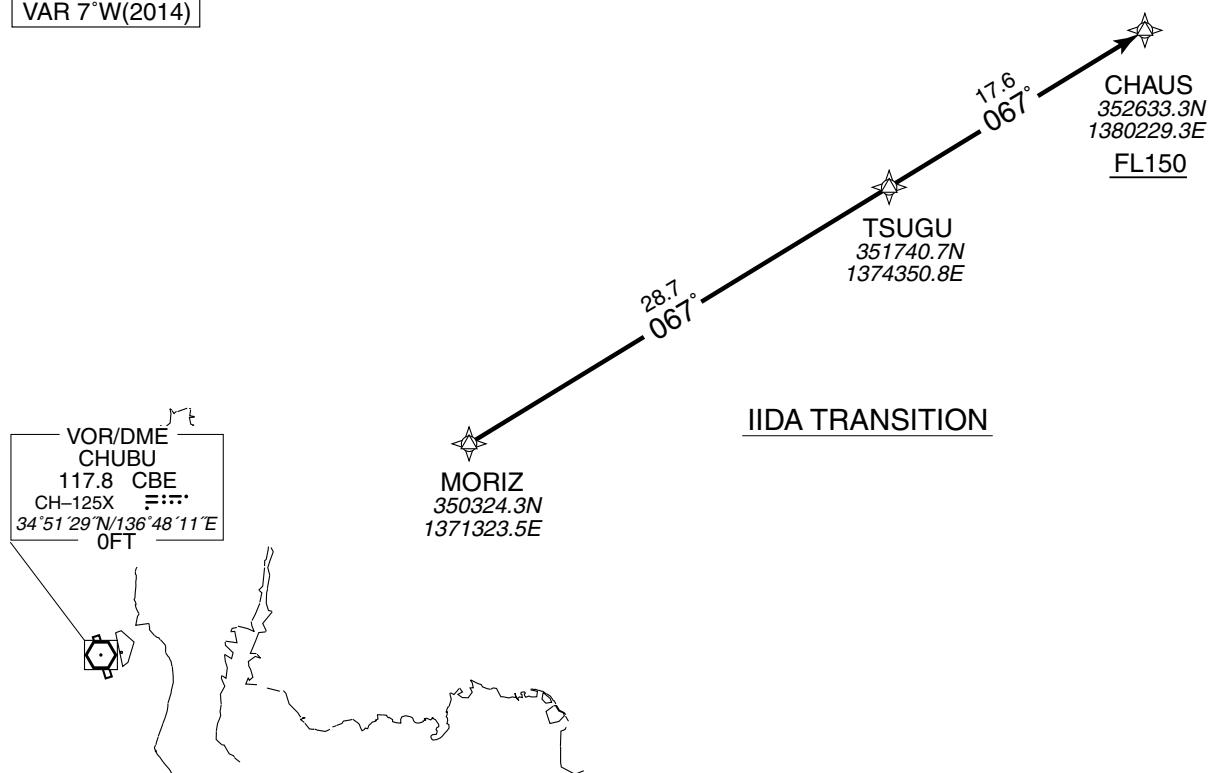 VAR 7°W(2014)
17.6
067°
CHAUS
352633.3N
1380229.3E
FL150
TSUGU
351740.7N
1374350.8E
28.7
067°
IIDA TRANSITION
MORIZ
350324.3N
1371323.5E
VOR/DME
CHUBU
117.8 CBE
CH–125X
34°51´29˝N/136°48´11˝E
0FT